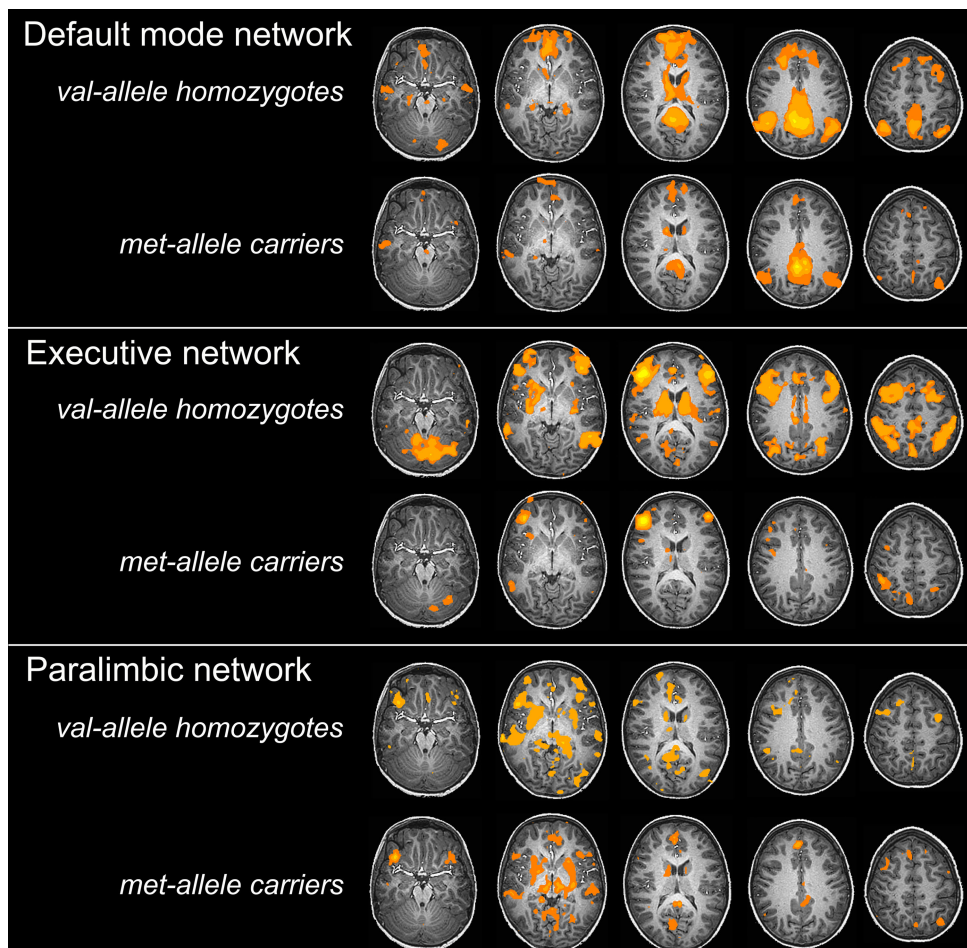 Default mode network
val-allele homozygotes
met-allele carriers
Executive network
val-allele homozygotes
met-allele carriers
Paralimbic network
val-allele homozygotes
met-allele carriers